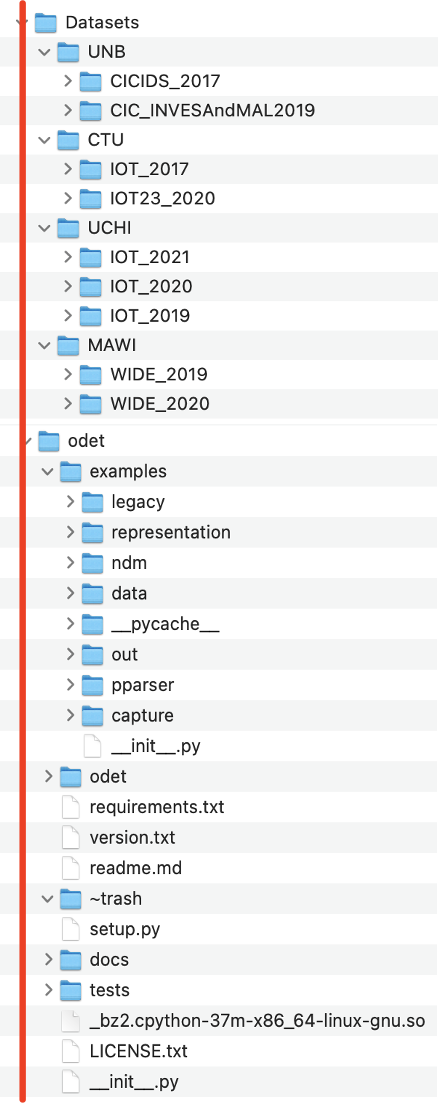 Datasets
UNB
CICIDS_2017
CIC_INVESAndMAL2019
CTU
IOT_2017
IOT23_2020
UCHI
IOT_2021
IOT_2020
IOT_2019
MAWI
WIDE_2019
WIDE_2020
odet
examples
legacy
representation
ndm
data
__pycache__
out
pparser
capture
__init__.py
odet
requirements.txt
version.txt
readme.md
~trash
setup.py
docs
tests
_bz2.cpython-37m-x86_64-linux-gnu.so
LICENSE.txt
__init__.py